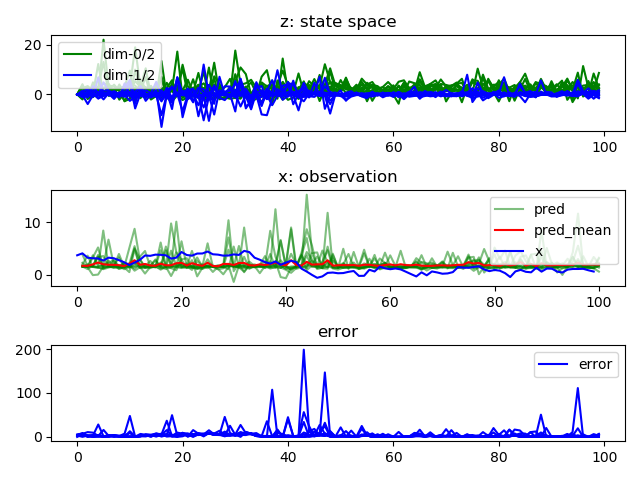 z: state space
20
0
dim-0/2
dim-1/2
0 20 40 60 80 100
x: observation
10
0
pred
pred_mean
x
0 20 40 60 80 100
error
200
100
0
error
0 20 40 60 80 100